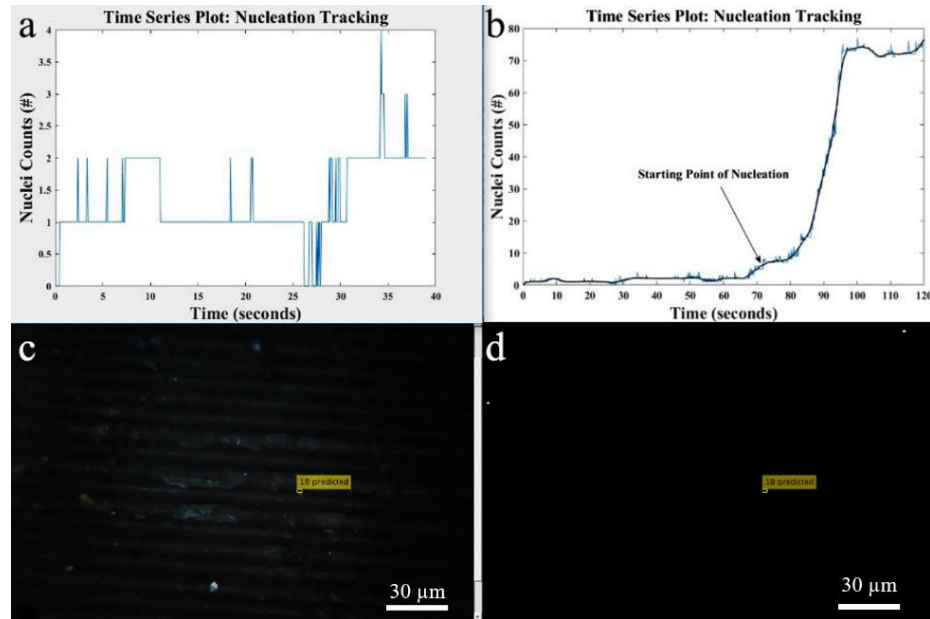 a
Time Series Plot: Nucleation Tracking
4
3.5
3
2.5
2
1.5
1
0.5
0
Nuclei Counts (#)
0 5 10 15 20 25 30 35 40
Time (seconds)
b
Time Series Plot: Nucleation Tracking
80
70
60
50
40
30
20
10
0
Nuclei Counts (#)
Starting Point of Nucleation
0 10 20 30 40 50 60 70 80 90 100 110 120
Time (seconds)
c
18 predicted
30 µm
d
18 predicted
30 µm